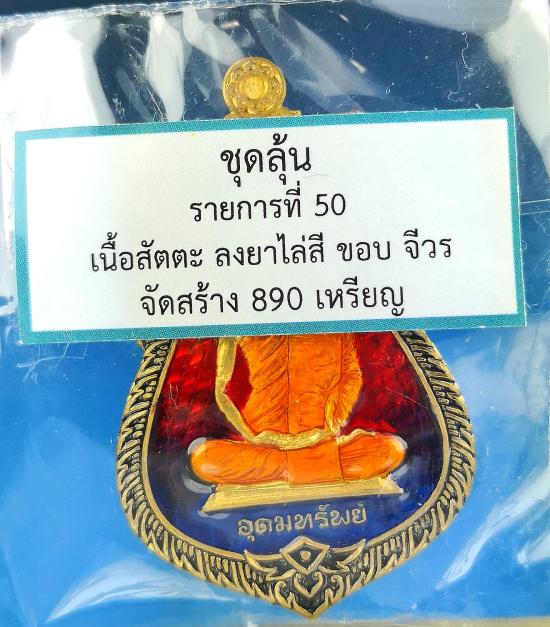 ชุดลุ้น
รายการที่ 50
เนื้อสัตตะ ลงยาไล่สี ขอบ จีวร
จัดสร้าง 890 เหรียญ
อุดมทรัพย์